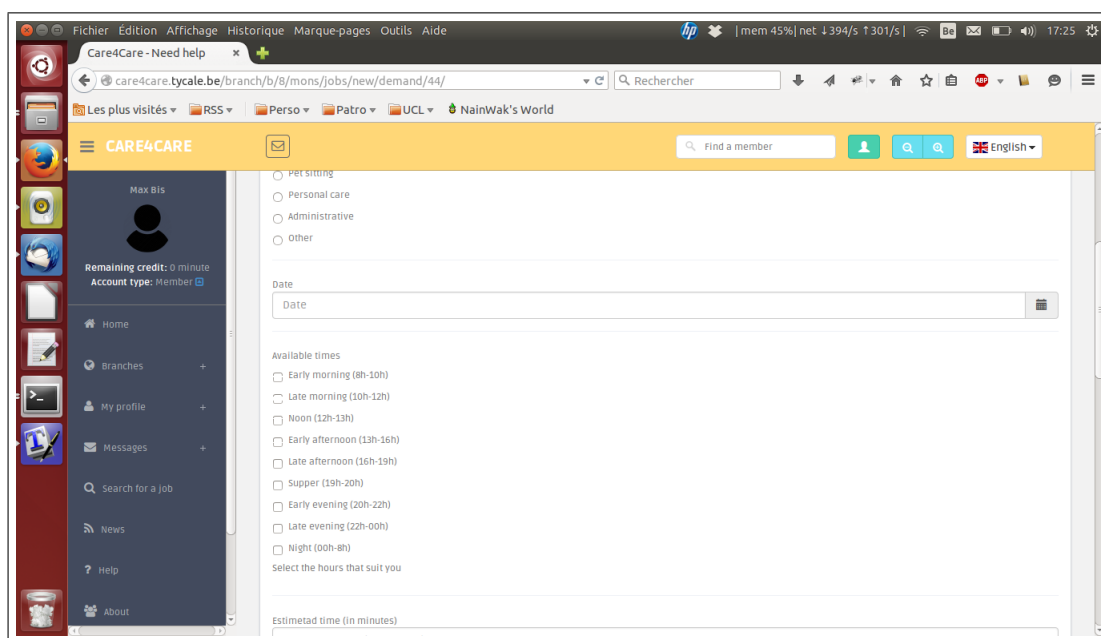 Fichier Édition Affichage Historique Marque-pages Outils Aide
hp | mem 45%| net ↓394/s ↑301/s | Be 17:25
Care4Care - Need help × +
care4care.tycale.be/branch/b/8/mons/jobs/new/demand/44/ Rechercher ABP
Les plus visités RSS Perso Patro UCL NainWak's World
CARE4CARE Find a member English
Max Bis
Remaining credit: 0 minute
Account type: Member
Home
Branches +
My profile +
Messages +
Search for a job
News
? Help
About
Pet sitting
Personal care
Administrative
Other
Date
Date
Available times
Early morning (8h-10h)
Late morning (10h-12h)
Noon (12h-13h)
Early afternoon (13h-16h)
Late afternoon (16h-19h)
Supper (19h-20h)
Early evening (20h-22h)
Late evening (22h-00h)
Night (00h-8h)
Select the hours that suit you
Estimetad time (in minutes)